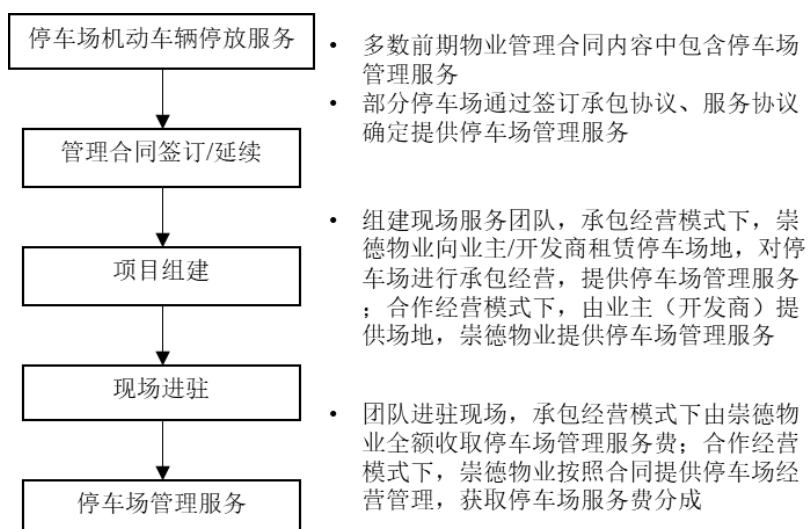 停车场机动车辆停放服务
管理合同签订/延续
项目组建
现场进驻
停车场管理服务
• 多数前期物业管理合同内容中包含停车场
管理服务
• 部分停车场通过签订承包协议、服务协议
确定提供停车场管理服务
• 组建现场服务团队，承包经营模式下，崇
德物业向业主/开发商租赁停车场地，对停
车场进行承包经营，提供停车场管理服务
；合作经营模式下，由业主（开发商）提
供场地，崇德物业提供停车场管理服务
• 团队进驻现场，承包经营模式下由崇德物
业全额收取停车场管理服务费；合作经营
模式下，崇德物业按照合同提供停车场经
营管理，获取停车场服务费分成